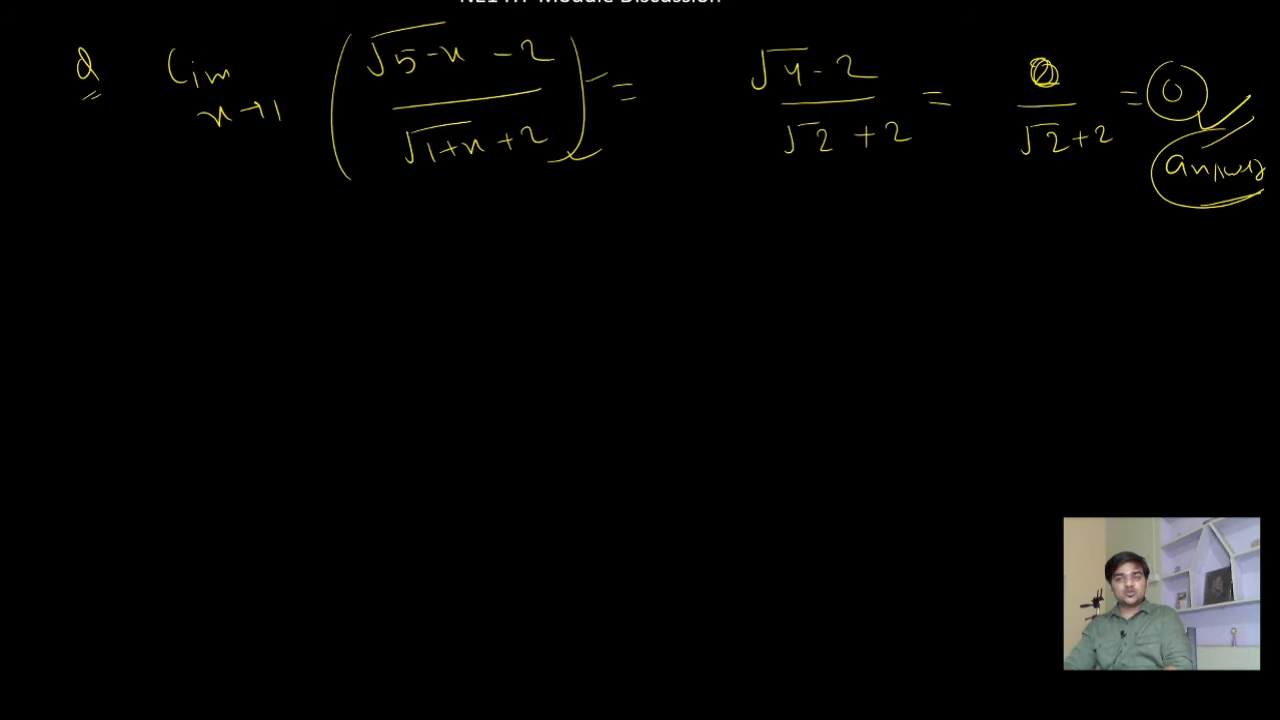 Q lim x→1 ( (√5-x - 2) / (√1+x + 2) ) = (√4 - 2) / (√2 + 2) = 0 / (√2 + 2) = 0
answer